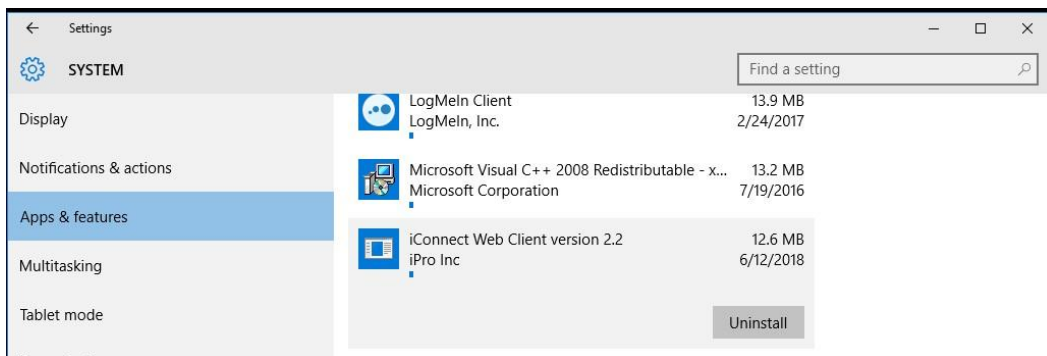 Settings
SYSTEM
Find a setting
Display
Notifications & actions
Apps & features
Multitasking
Tablet mode
LogMeIn Client 13.9 MB
LogMeIn, Inc. 2/24/2017
Microsoft Visual C++ 2008 Redistributable - x... 13.2 MB
Microsoft Corporation 7/19/2016
iConnect Web Client version 2.2 12.6 MB
iPro Inc 6/12/2018
Uninstall